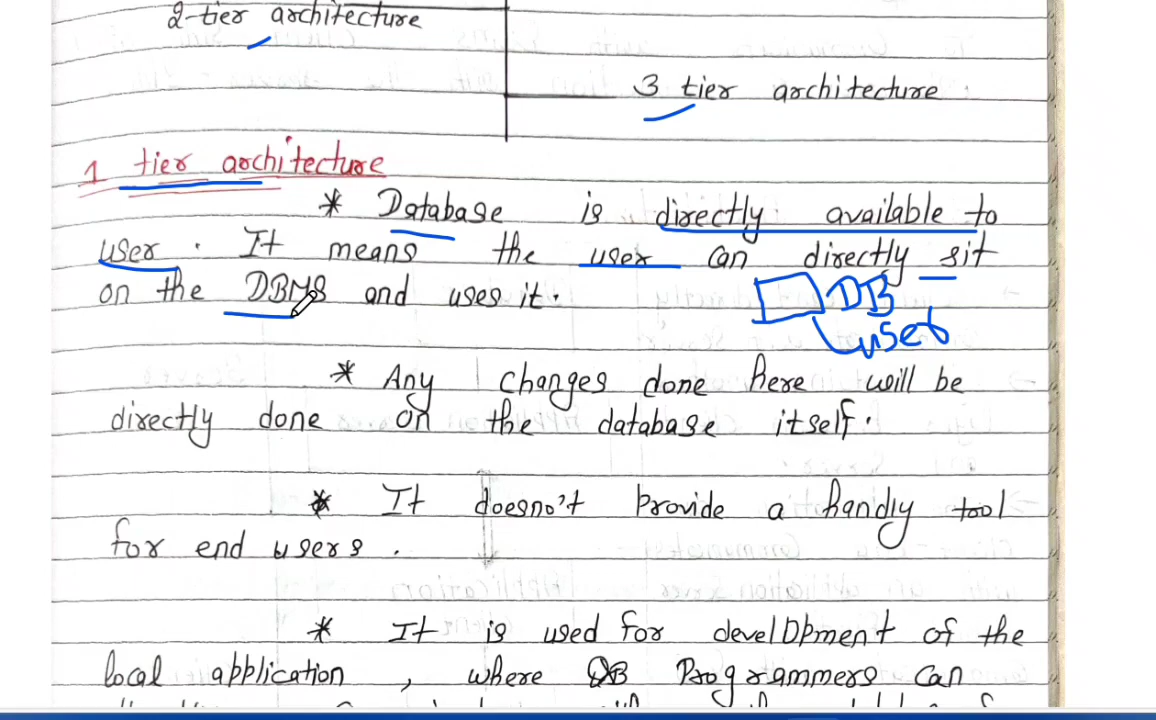 2-tier architecture
3 tier architecture
1 tier architecture
* Database is directly available to
user. It means the user can directly sit
on the DBMS and uses it.
DB
user
* Any changes done here will be
directly done on the database itself.
* It doesno't Provide a handly tool
for end users.
* It is used for development of the
local application, where DB Programmers can